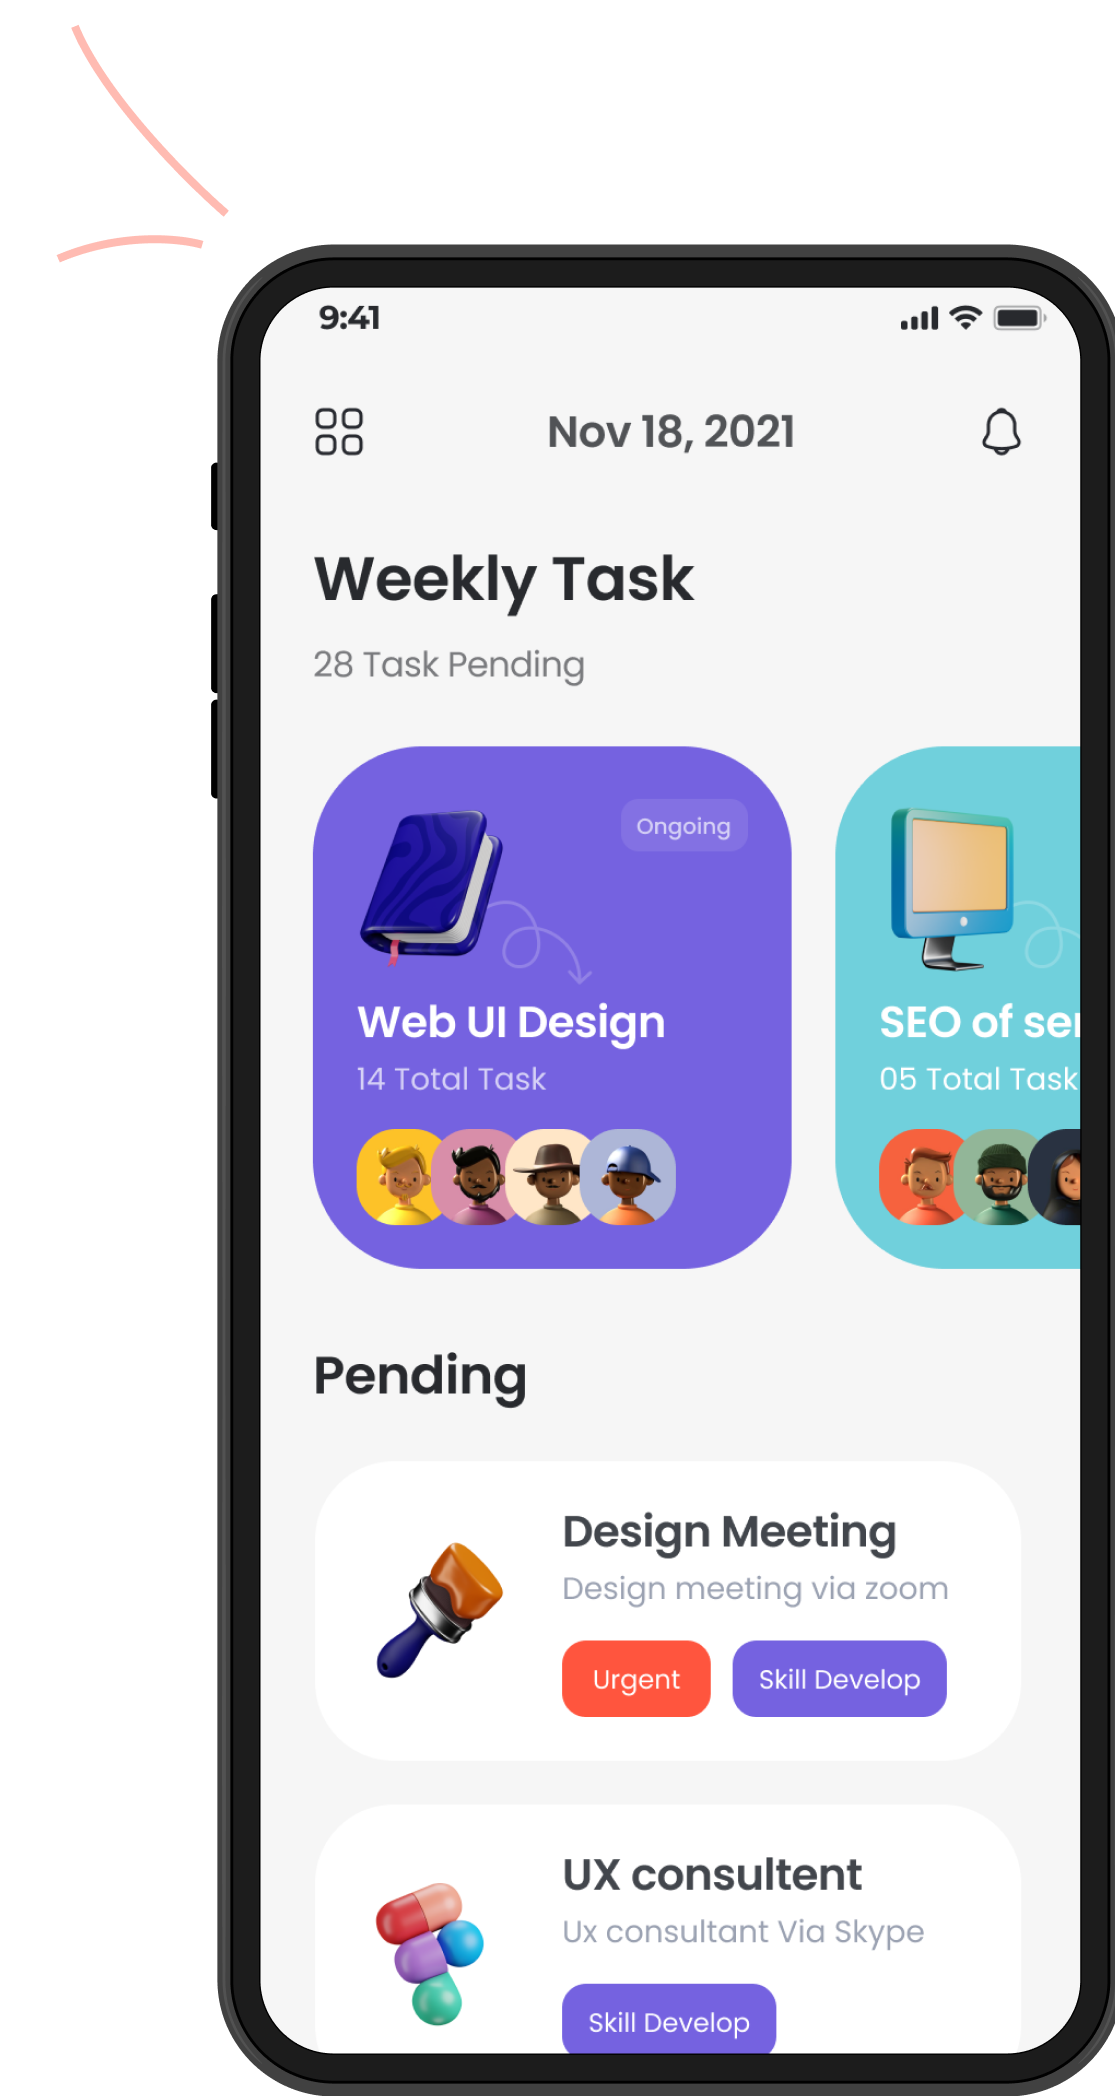 9:41
Nov 18, 2021
Weekly Task
28 Task Pending
Ongoing
Web UI Design
14 Total Task
SEO of
05 Total Task
Pending
Design Meeting
Design meeting via zoom
Urgent
Skill Develop
UX consultent
Ux consultant Via Skype
Skill Develop